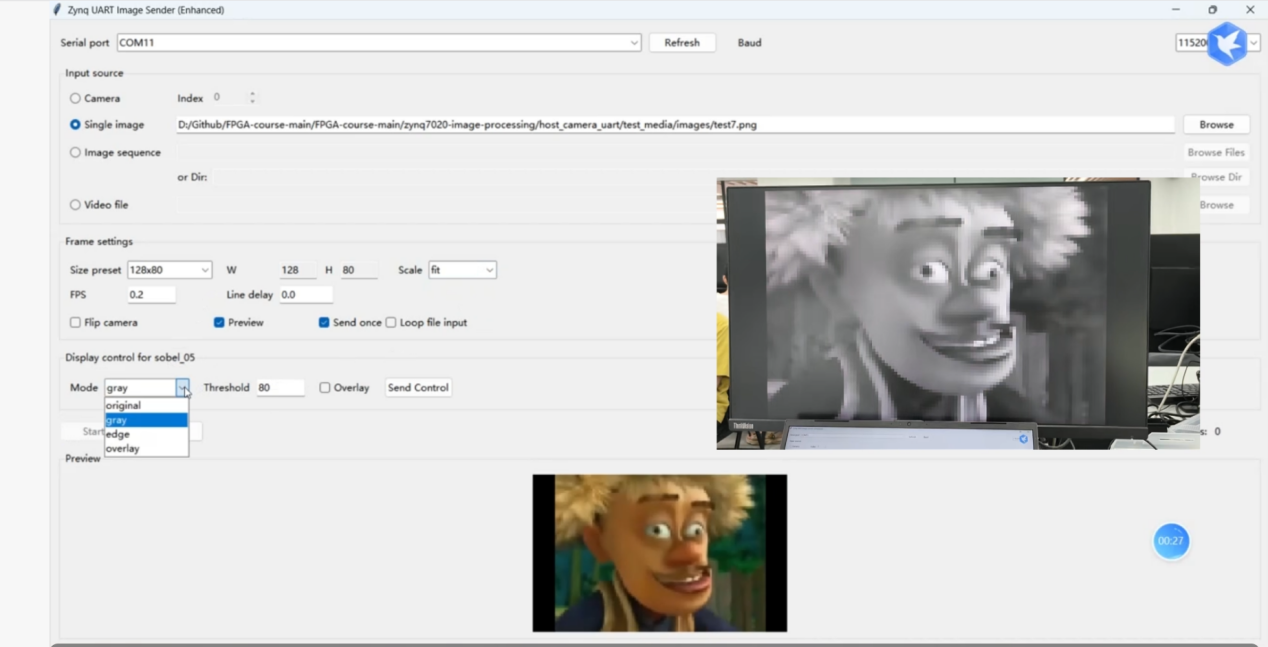 Zynq UART Image Sender (Enhanced)
Serial port COM11 Refresh Baud
Input source
Camera Index 0
Single image D:/Github/FPGA-course-main/FPGA-course-main/zynq7020-image-processing/host_camera_uart/test_media/images/test7.png Browse
Image sequence Browse Files
or Dir: Browse Dir
Video file Browse
Frame settings
Size preset 128x80 W 128 H 80 Scale fit
FPS 0.2 Line delay 0.0
Flip camera Preview Send once Loop file input
Display control for sobel_05
Mode gray Threshold 80 Overlay Send Control
original
gray
edge
overlay
Start
s: 0
Preview
00:27